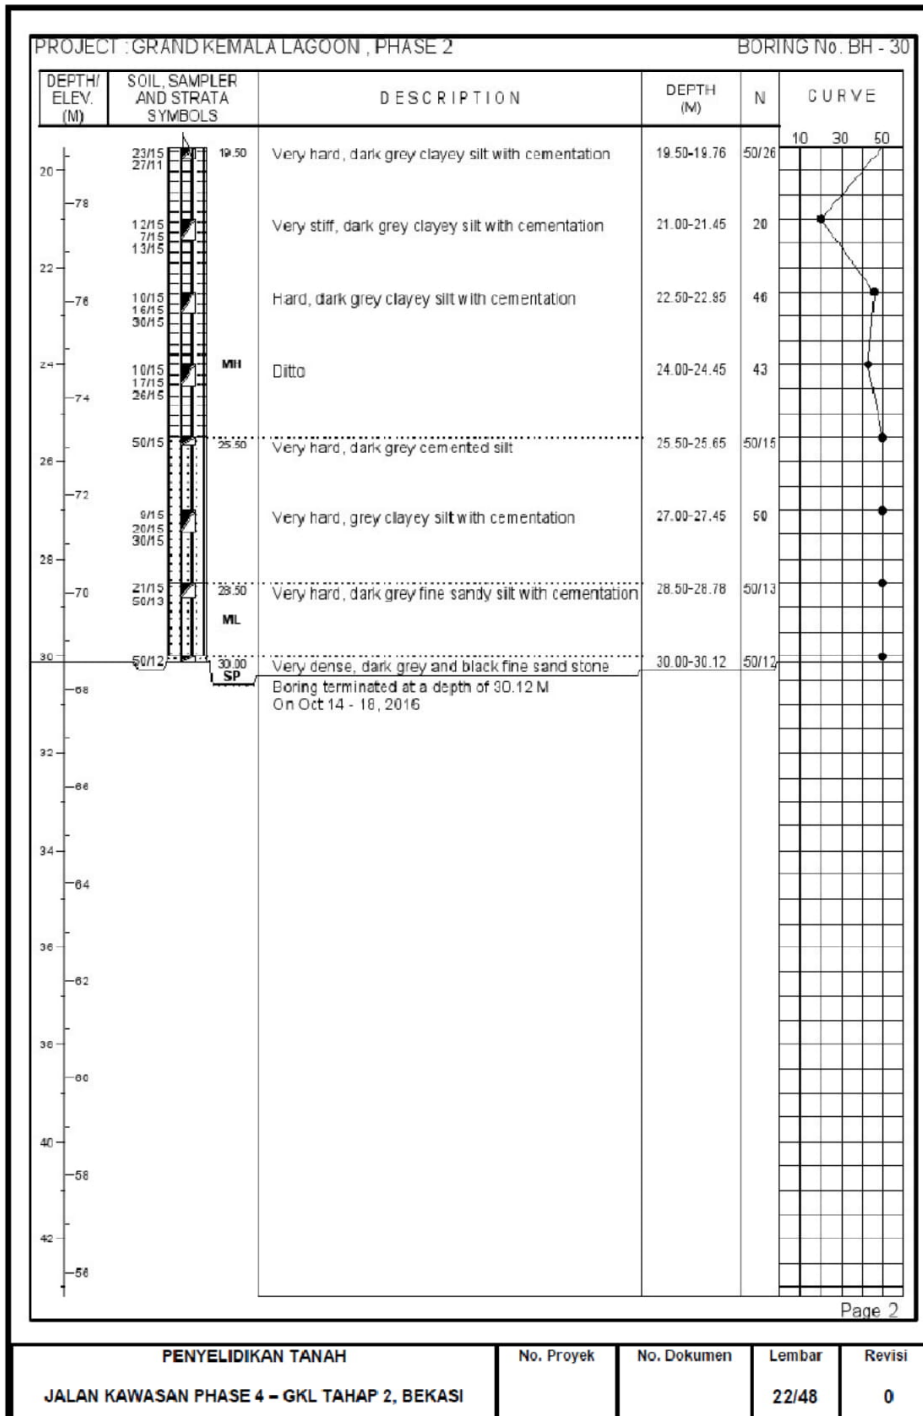 PROJECT : GRAND KEMALA LAGOON , PHASE 2 BORING No. BH - 30
DEPTH/ ELEV. (M) SOIL, SAMPLER AND STRATA SYMBOLS DESCRIPTION DEPTH (M) N CURVE
10 30 50
23/15 19.50 Very hard, dark grey clayey silt with cementation 19.50-19.76 50/26
27/11
20
78
12/15 Very stiff, dark grey clayey silt with cementation 21.00-21.45 20
7/15
13/15
22
76
10/15 Hard, dark grey clayey silt with cementation 22.50-22.95 46
16/15
30/15
24
10/15 MH Ditto 24.00-24.45 43
17/15
26/15
74
50/15 25.50 Very hard, dark grey cemented silt 25.50-25.65 50/15
26
72
9/15 Very hard, grey clayey silt with cementation 27.00-27.45 50
20/15
30/15
28
70
21/15 28.50 Very hard, dark grey fine sandy silt with cementation 28.50-28.78 50/13
50/13
ML
30
50/12 30.00 Very dense, dark grey and black fine sand stone 30.00-30.12 50/12
SP
Boring terminated at a depth of 30.12 M
68
On Oct 14 - 18, 2016
32
66
34
64
36
62
38
60
40
58
42
56
Page 2
PENYELIDIKAN TANAH No. Proyek No. Dokumen Lembar Revisi
JALAN KAWASAN PHASE 4 – GKL TAHAP 2, BEKASI 22/48 0